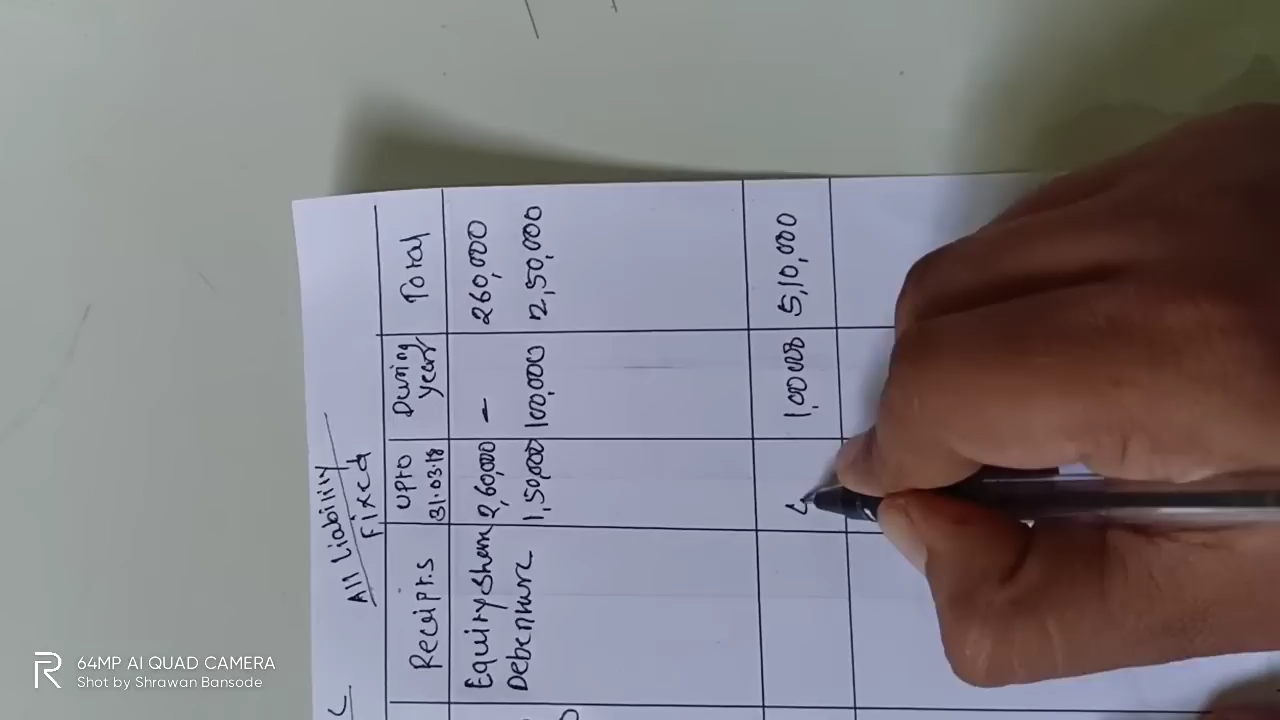 All Liability
Fixed
Receipts UPTO 31.03.18 During year Total
Equity Share 2,60,000 - 260,000
Debenture 1,50,000 100,000 2,50,000
5,10,000
64MP AI QUAD CAMERA
Shot by Shrawan Bansode